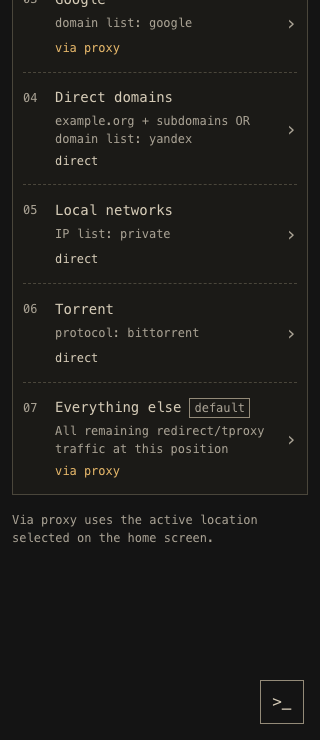 03 Google
domain list: google
via proxy
04 Direct domains
example.org + subdomains OR
domain list: yandex
direct
05 Local networks
IP list: private
direct
06 Torrent
protocol: bittorrent
direct
07 Everything else default
All remaining redirect/tproxy
traffic at this position
via proxy
Via proxy uses the active location
selected on the home screen.
>_